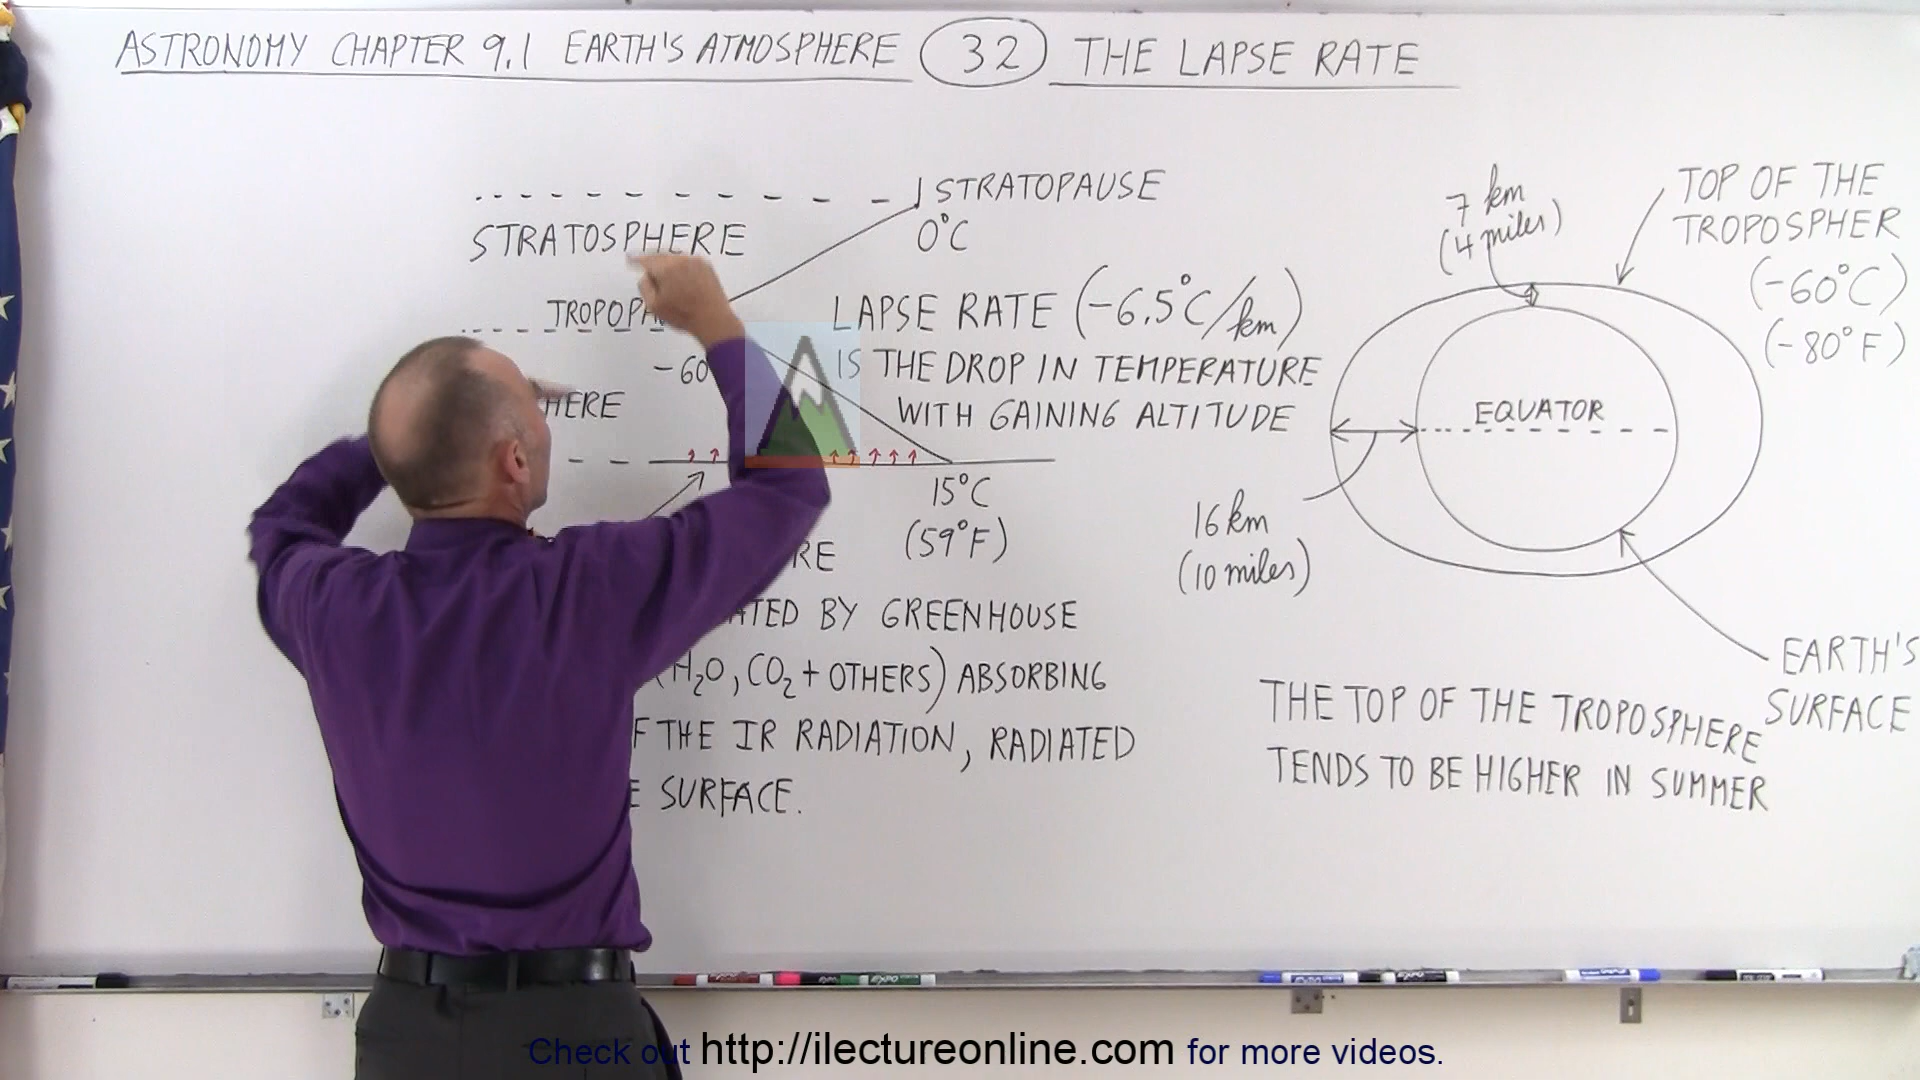 ASTRONOMY CHAPTER 9.1 EARTH'S ATMOSPHERE 32 THE LAPSE RATE
STRATOPAUSE
0°C
STRATOSPHERE
TROPOPA
-60
HERE
LAPSE RATE (-6.5°C/km)
IS THE DROP IN TEMPERATURE
WITH GAINING ALTITUDE
15°C
(59°F)
RE
ATED BY GREENHOUSE
(H₂O, CO₂ + OTHERS) ABSORBING
F THE IR RADIATION, RADIATED
E SURFACE.
7 km
(4 miles)
TOP OF THE
TROPOSPHER
(-60°C)
(-80°F)
EQUATOR
16 km
(10 miles)
EARTH'S
SURFACE
THE TOP OF THE TROPOSPHERE
TENDS TO BE HIGHER IN SUMMER
Check out http://ilectureonline.com for more videos.